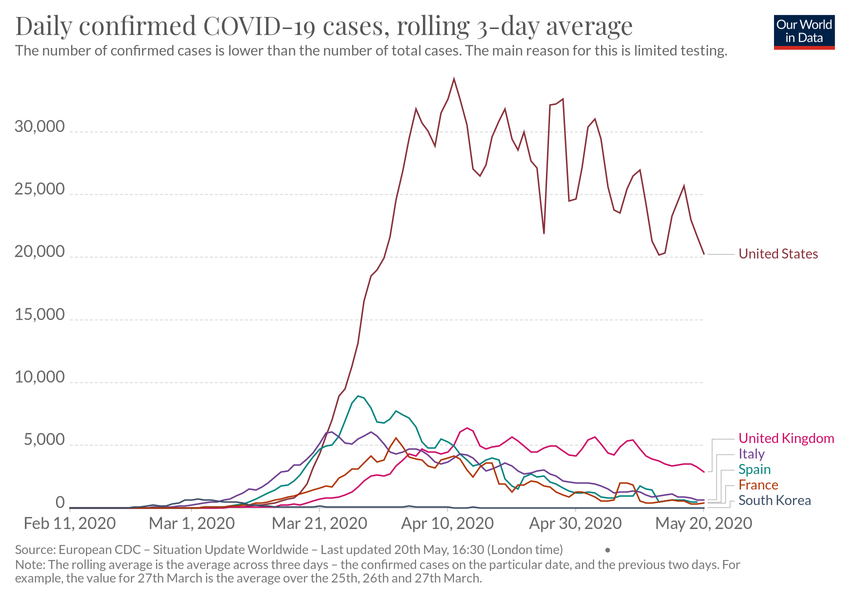 Daily confirmed COVID-19 cases, rolling 3-day average
Our World
in Data
The number of confirmed cases is lower than the number of total cases. The main reason for this is limited testing.
30,000
25,000
20,000
15,000
10,000
5,000
0
United States
United Kingdom
Italy
Spain
France
South Korea
Feb 11, 2020
Mar 1, 2020
Mar 21, 2020
Apr 10, 2020
Apr 30, 2020
May 20, 2020
Source: European CDC – Situation Update Worldwide – Last updated 20th May, 16:30 (London time)
Note: The rolling average is the average across three days – the confirmed cases on the particular date, and the previous two days. For
example, the value for 27th March is the average over the 25th, 26th and 27th March.